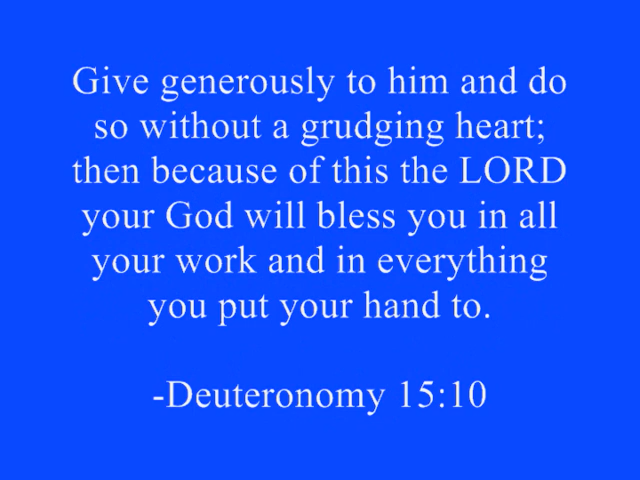 Give generously to him and do
so without a grudging heart;
then because of this the LORD
your God will bless you in all
your work and in everything
you put your hand to.
-Deuteronomy 15:10